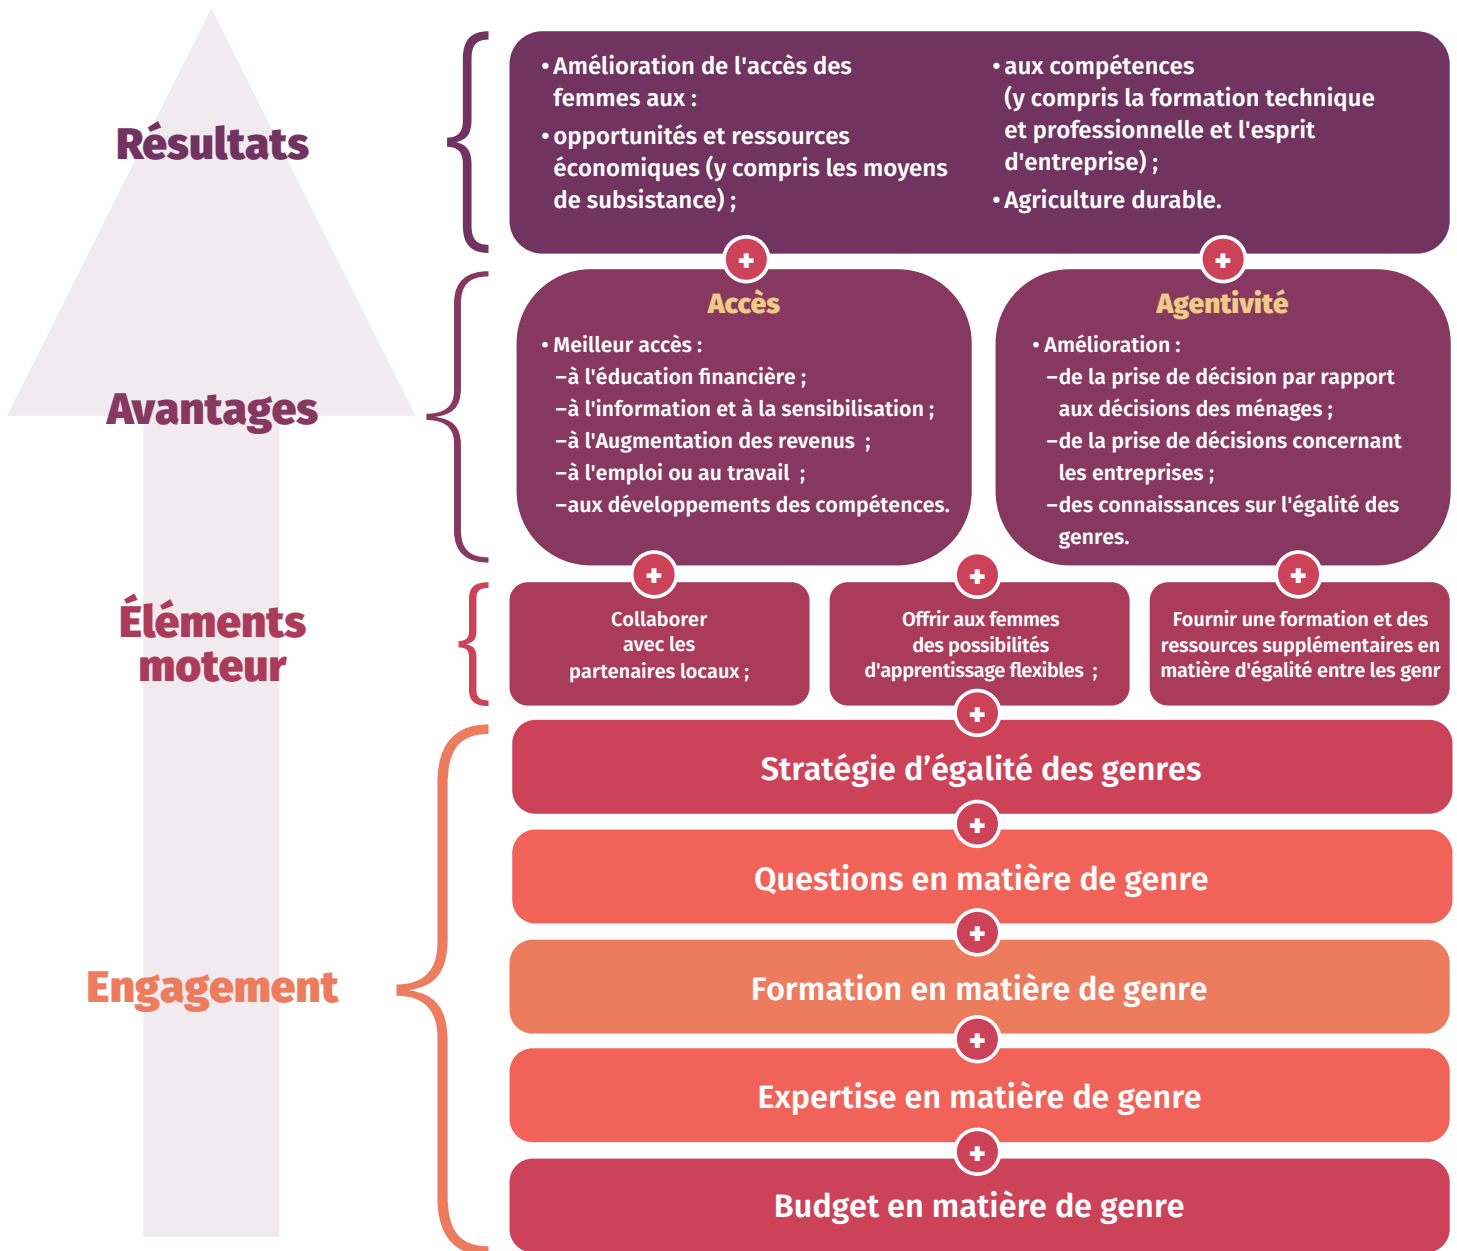 Résultats
• Amélioration de l'accès des
femmes aux :
• opportunités et ressources
économiques (y compris les moyens
de subsistance) ;
• aux compétences
(y compris la formation technique
et professionnelle et l'esprit
d'entreprise) ;
• Agriculture durable.
+
+
Avantages
Accès
• Meilleur accès :
–à l'éducation financière ;
–à l'information et à la sensibilisation ;
–à l'Augmentation des revenus ;
–à l'emploi ou au travail ;
–aux développements des compétences.
Agentivité
• Amélioration :
–de la prise de décision par rapport
aux décisions des ménages ;
–de la prise de décisions concernant
les entreprises ;
–des connaissances sur l'égalité des
genres.
+
+
+
Éléments
moteur
Collaborer
avec les
partenaires locaux ;
Offrir aux femmes
des possibilités
d'apprentissage flexibles ;
Fournir une formation et des
ressources supplémentaires en
matière d'égalité entre les genr
+
Engagement
Stratégie d’égalité des genres
+
Questions en matière de genre
+
Formation en matière de genre
+
Expertise en matière de genre
+
Budget en matière de genre